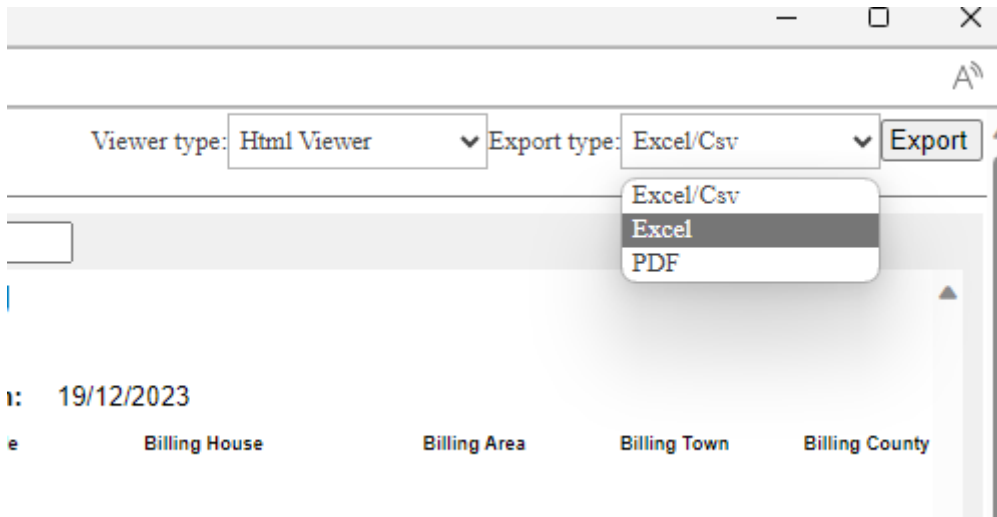 Viewer type: Html Viewer Export type: Excel/Csv Export
Excel/Csv
Excel
PDF
19/12/2023
Billing House Billing Area Billing Town Billing County